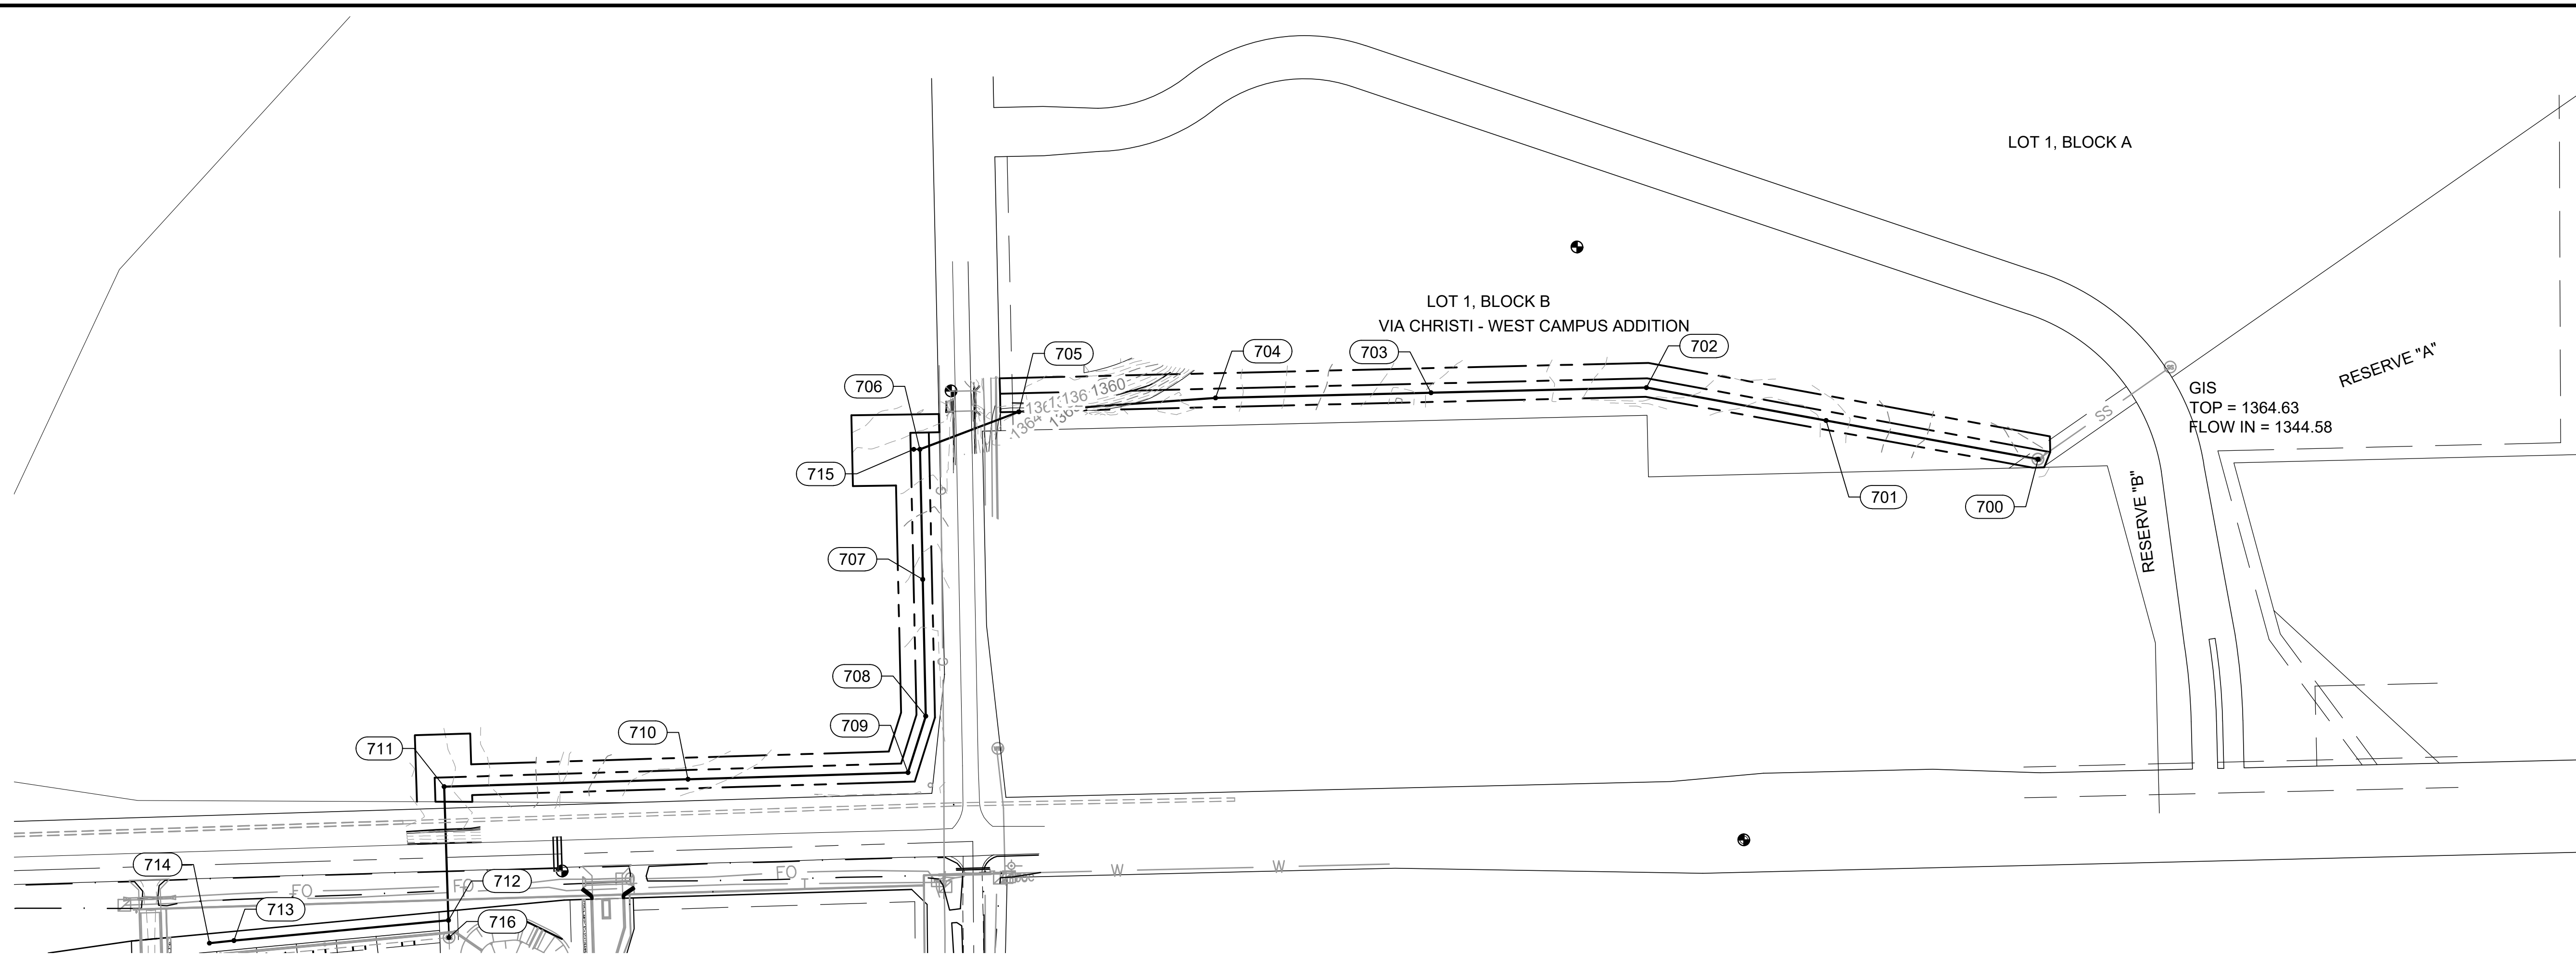 LOT 1, BLOCK A
LOT 1, BLOCK B
VIA CHRISTI - WEST CAMPUS ADDITION
702
704
703
705
706
1360
1364
GIS
TOP = 1364.63
FLOW IN = 1344.58
RESERVE "A"
SS
715
701
700
RESERVE "B"
707
708
709
710
711
714
712
713
716
FO
FO
FO
T
W
W